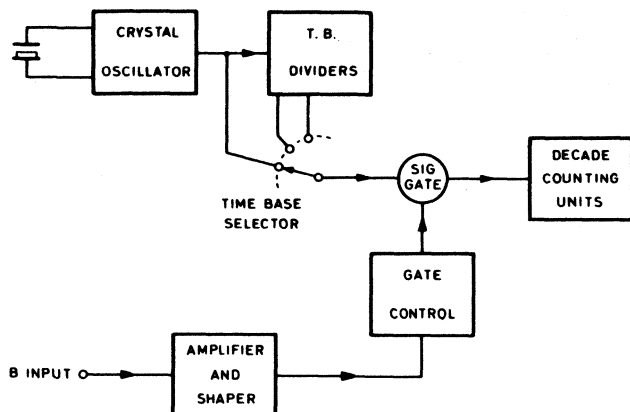 CRYSTAL
OSCILLATOR
T. B.
DIVIDERS
TIME BASE
SELECTOR
SIG
GATE
DECADE
COUNTING
UNITS
GATE
CONTROL
B INPUT
AMPLIFIER
AND
SHAPER